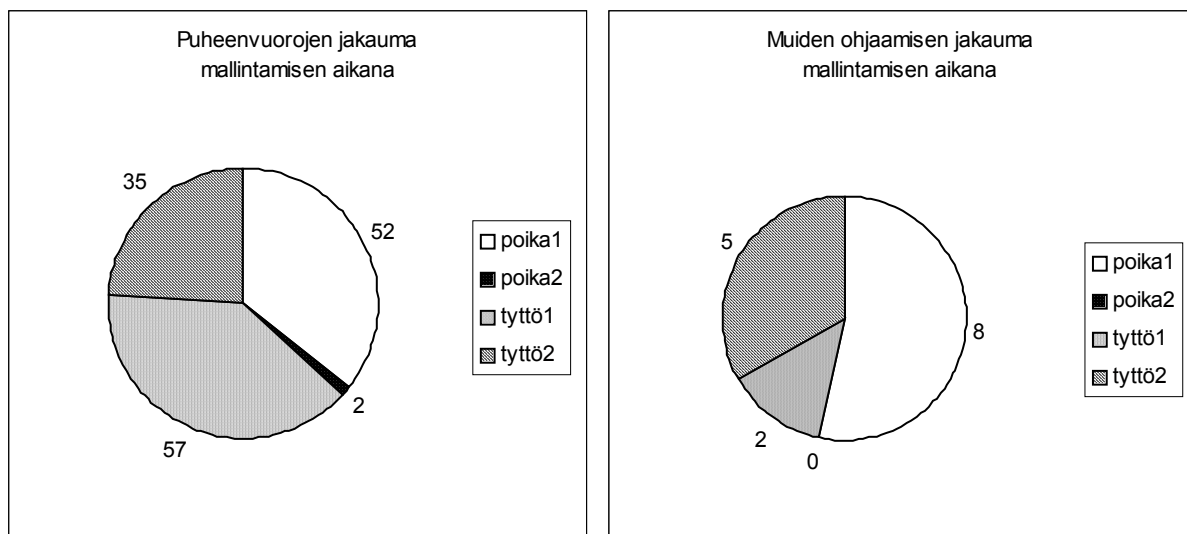 Puheenvuorojen jakauma
mallintamisen aikana
35
52
2
57
poika1
poika2
tyttö1
tyttö2
Muiden ohjaamisen jakauma
mallintamisen aikana
5
8
2
0
poika1
poika2
tyttö1
tyttö2